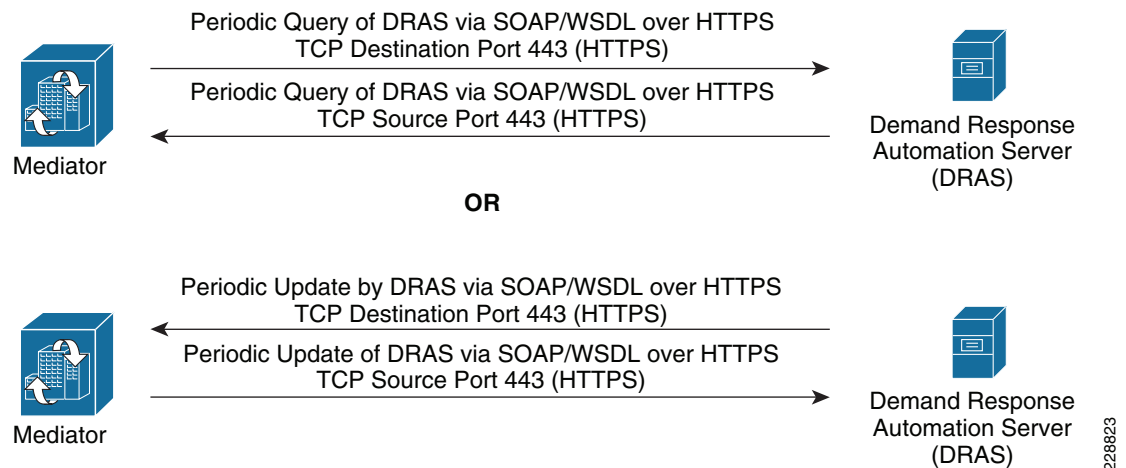 Periodic Query of DRAS via SOAP/WSDL over HTTPS
TCP Destination Port 443 (HTTPS)
Periodic Query of DRAS via SOAP/WSDL over HTTPS
TCP Source Port 443 (HTTPS)
Mediator
Demand Response
Automation Server
(DRAS)
OR
Periodic Update by DRAS via SOAP/WSDL over HTTPS
TCP Destination Port 443 (HTTPS)
Periodic Update of DRAS via SOAP/WSDL over HTTPS
TCP Source Port 443 (HTTPS)
Mediator
Demand Response
Automation Server
(DRAS)
228823